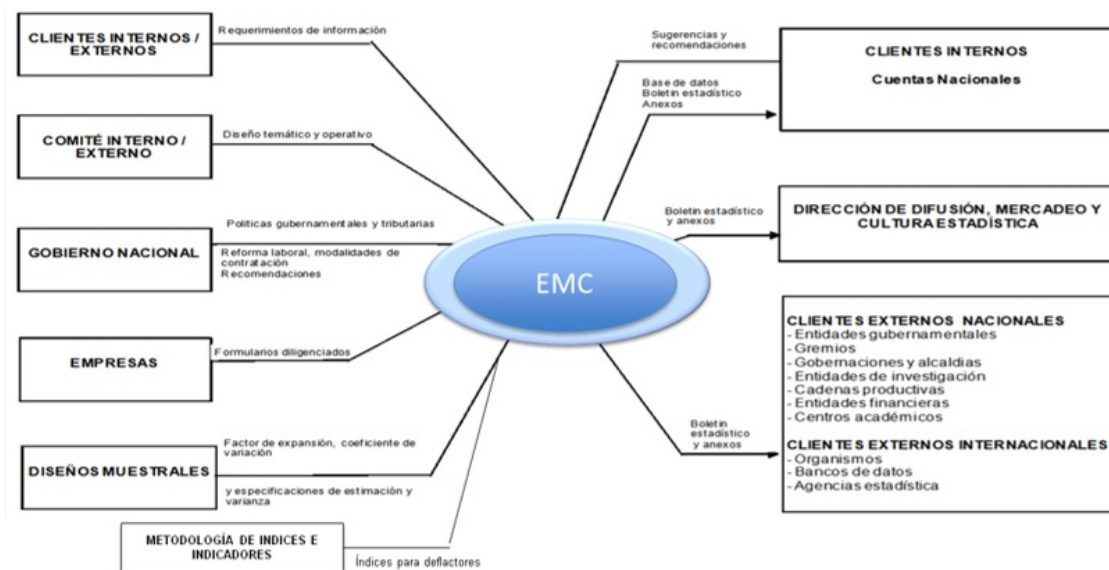 CLIENTES INTERNOS /
EXTERNOS
Requerimientos de información
COMITÉ INTERNO /
EXTERNO
Diseño temático y operativo
GOBIERNO NACIONAL
Politicas gubernamentales y tributarias
Reforma laboral, modalidades de
contratación
Recomendaciones
EMPRESAS
Formularios diligenciados
DISEÑOS MUESTRALES
Factor de expansión, coeficiente de
variación
y especificaciones de estimación y
varianza
METODOLOGÍA DE INDICES E
INDICADORES
Índices para deflactores
EMC
Sugerencias y
recomendaciones
Base de datos
Boletin estadístico
Anexos
CLIENTES INTERNOS
Cuentas Nacionales
Boletin estadístico
y anexos
DIRECCIÓN DE DIFUSIÓN, MERCADEO Y
CULTURA ESTADÍSTICA
Boletin
estadístico
y anexos
CLIENTES EXTERNOS NACIONALES
- Entidades gubernamentales
- Gremios
- Gobernaciones y alcaldias
- Entidades de investigación
- Cadenas productivas
- Entidades financieras
- Centros académicos
CLIENTES EXTERNOS INTERNACIONALES
- Organismos
- Bancos de datos
- Agencias estadística